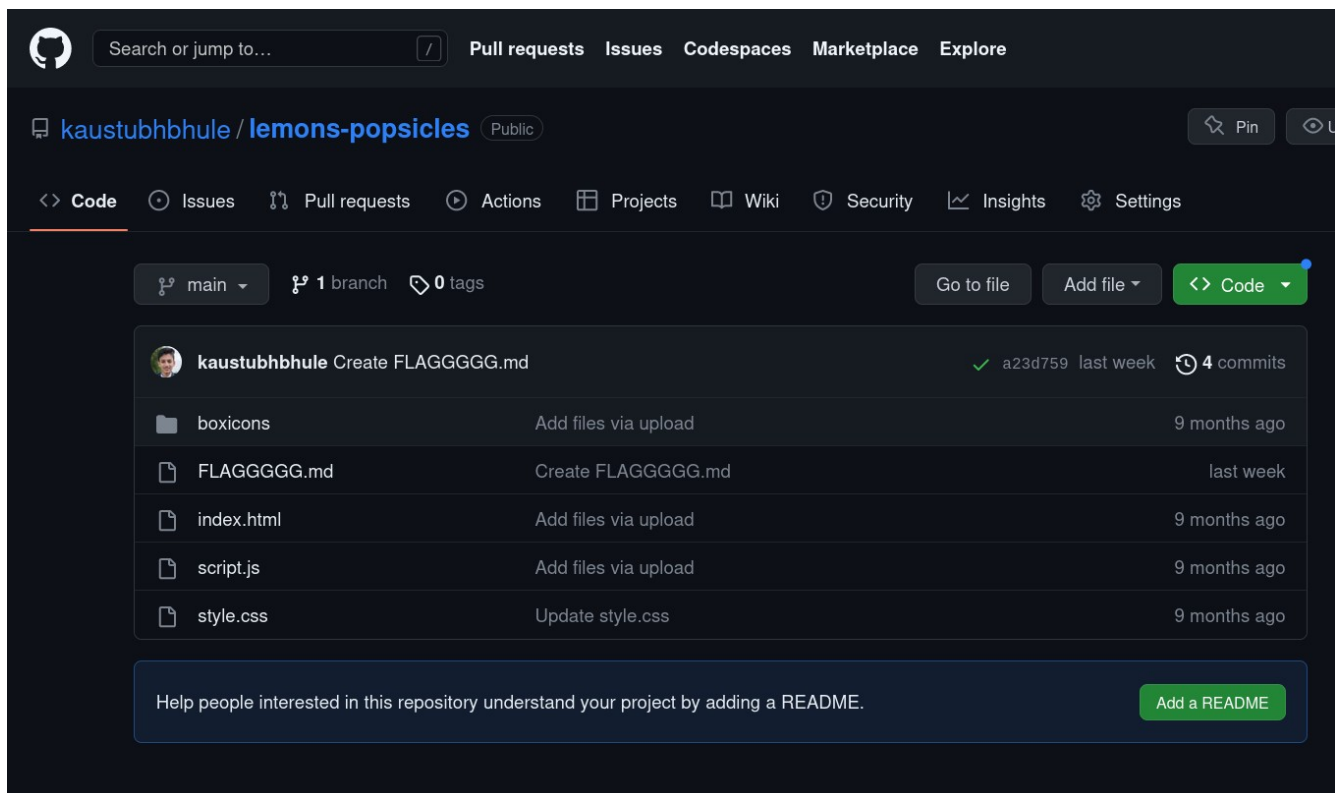 Search or jump to… / Pull requests Issues Codespaces Marketplace Explore
kaustubhbhule / lemons-popsicles Public Pin
<> Code Issues Pull requests Actions Projects Wiki Security Insights Settings
main 1 branch 0 tags Go to file Add file <> Code
kaustubhbhule Create FLAGGGGG.md a23d759 last week 4 commits
boxicons Add files via upload 9 months ago
FLAGGGGG.md Create FLAGGGGG.md last week
index.html Add files via upload 9 months ago
script.js Add files via upload 9 months ago
style.css Update style.css 9 months ago
Help people interested in this repository understand your project by adding a README. Add a README